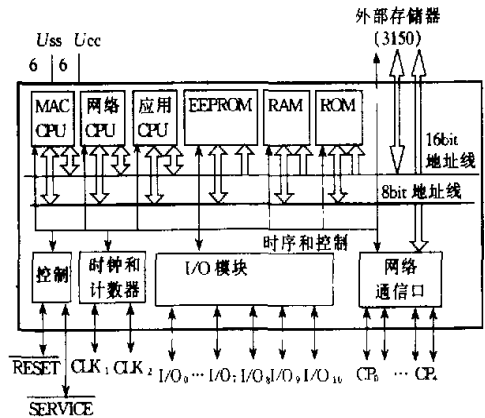 外部存储器
(3150)
Uss Ucc
6 6
MAC CPU
网络 CPU
应用 CPU
EEPROM
RAM
ROM
16bit
地址线
8bit 地址线
时序和控制
控制
时钟和
计数器
I/O 模块
网络
通信口
RESET
CLK1 CLK2
I/O0 … I/O7 I/O8 I/O9 I/O10
CP0 … CP4
SERVICE